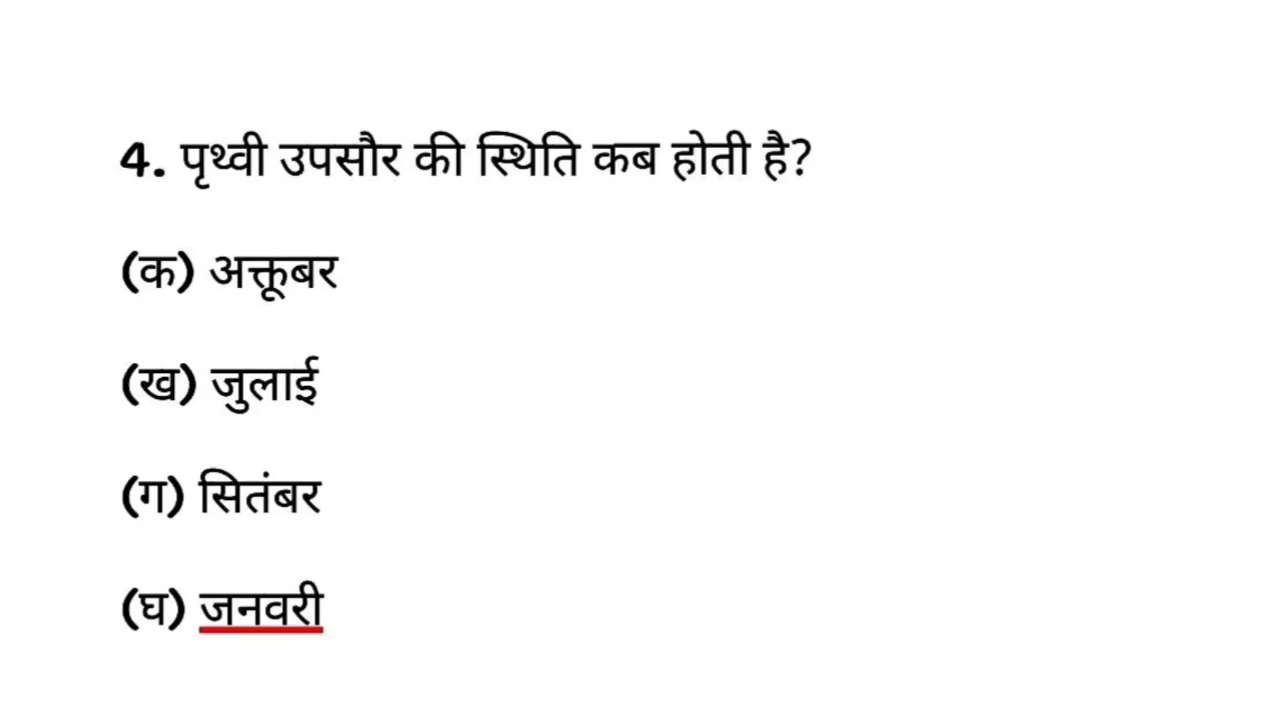 4. पृथ्वी उपसौर की स्थिति कब होती है?
(क) अक्तूबर
(ख) जुलाई
(ग) सितंबर
(घ) जनवरी